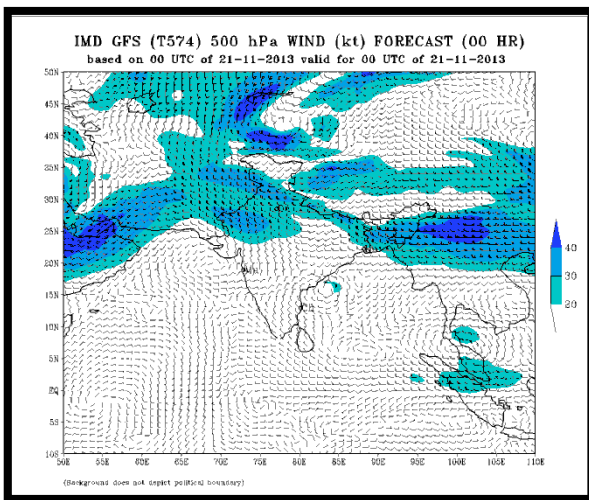 IMD GFS (T574) 500 hPa WIND (kt) FORECAST (00 HR)
based on 00 UTC of 21-11-2013 valid for 00 UTC of 21-11-2013
50N
45N
40N
35N
30N
25N
20N
15N
10N
5N
5S
10S
40
30
20
50E 55E 60E 65E 70E 75E 80E 85E 90E 95E 100E 105E 110E
(Background does not depict political boundary)